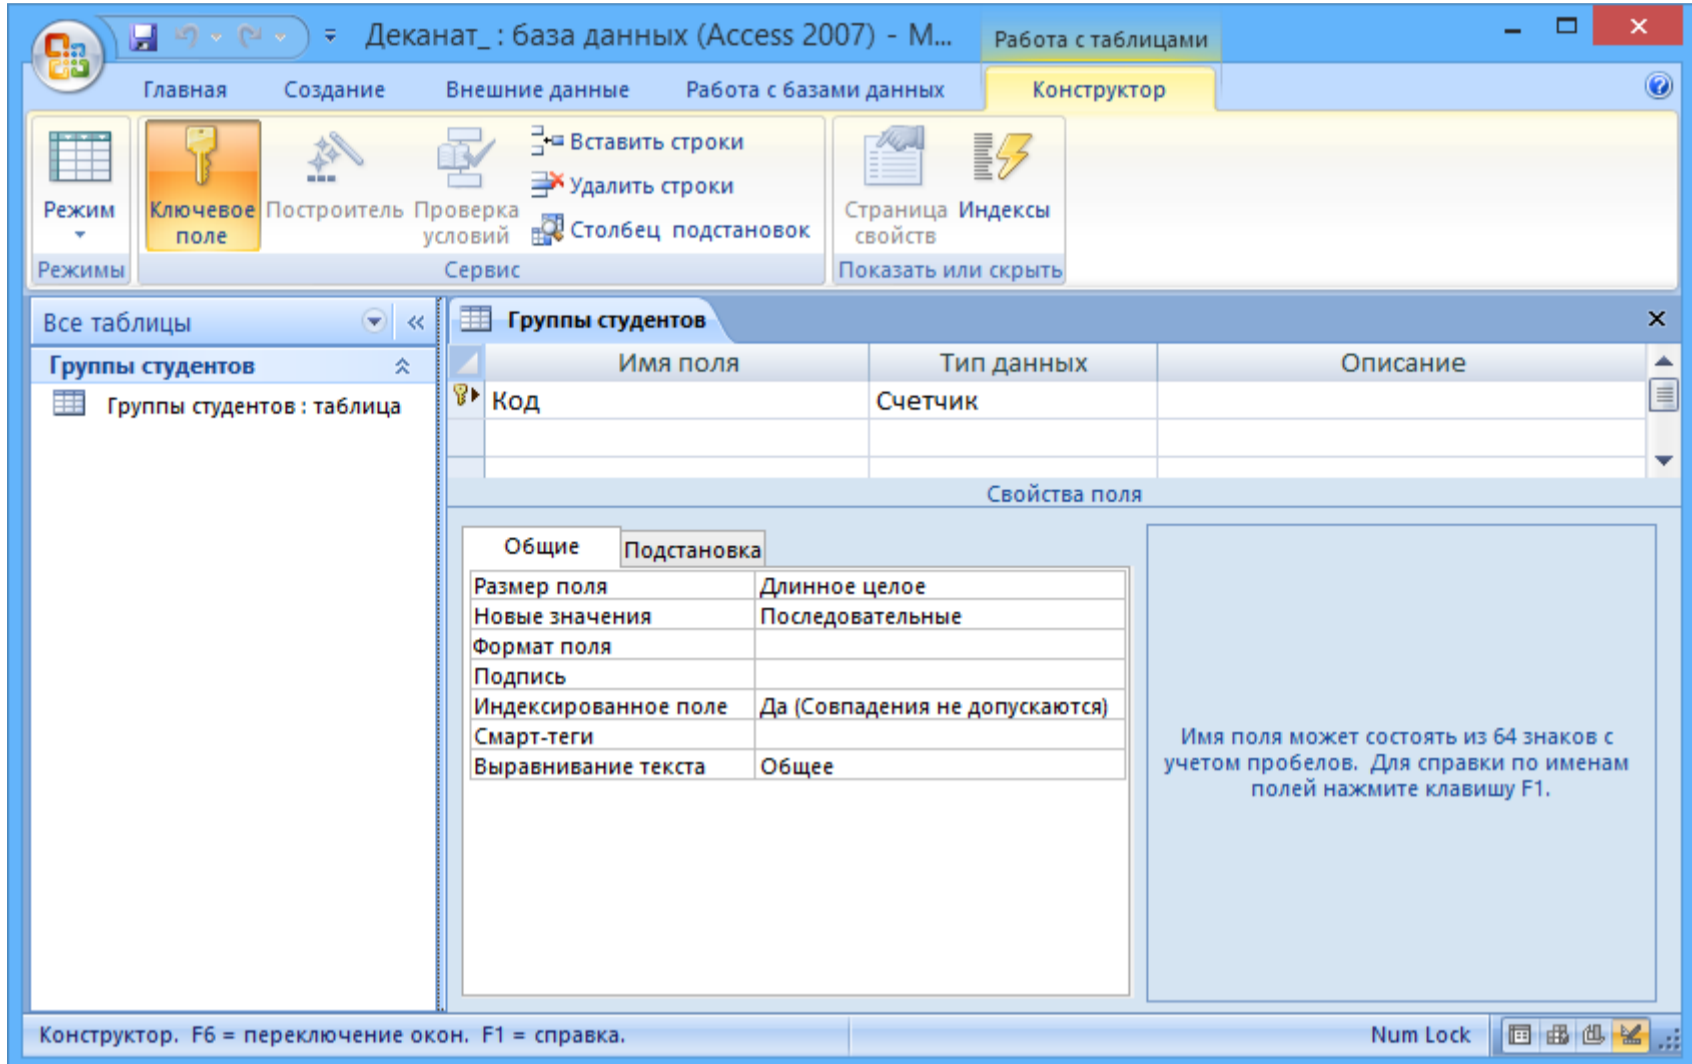 Деканат_ : база данных (Access 2007) - M...
Работа с таблицами
Главная
Создание
Внешние данные
Работа с базами данных
Конструктор
Режим
Ключевое поле
Построитель
Проверка условий
Вставить строки
Удалить строки
Столбец подстановок
Страница свойств
Индексы
Режимы
Сервис
Показать или скрыть
Все таблицы
Группы студентов
Группы студентов : таблица
Группы студентов
Имя поля
Тип данных
Описание
Код
Счетчик
Свойства поля
Общие
Подстановка
Размер поля
Длинное целое
Новые значения
Последовательные
Формат поля
Подпись
Индексированное поле
Да (Совпадения не допускаются)
Смарт-теги
Выравнивание текста
Общее
Имя поля может состоять из 64 знаков с
учетом пробелов. Для справки по именам
полей нажмите клавишу F1.
Конструктор. F6 = переключение окон. F1 = справка.
Num Lock